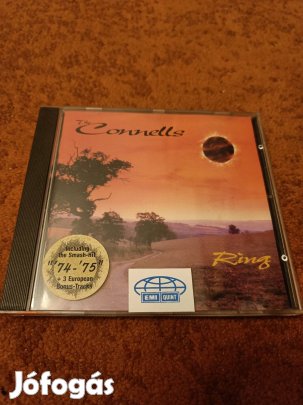 The
Connells
Including
the Smash-hit
"'74-'75"
+ 3 European
Bonus-Tracks
EMI QUINT
Ring
Jófogás